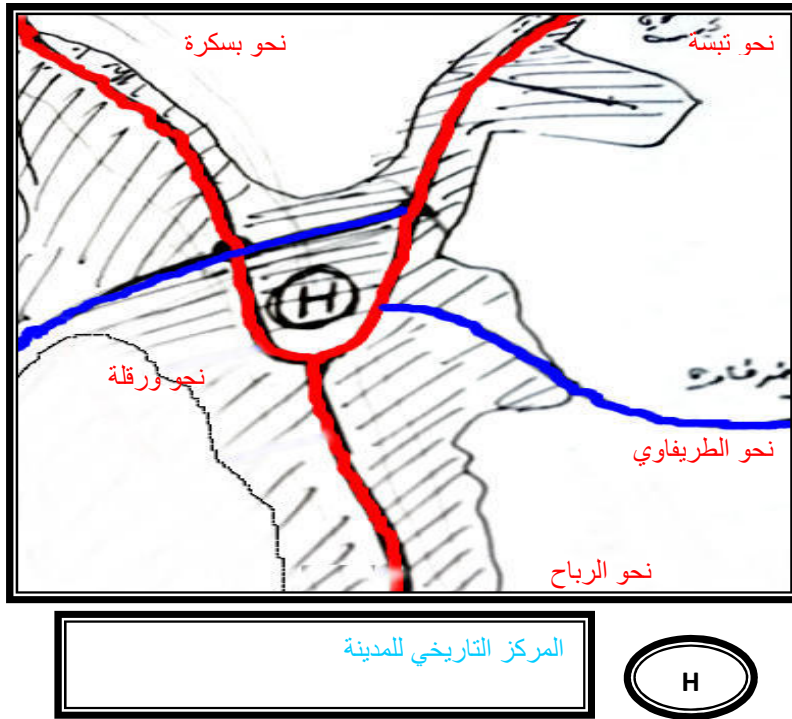 نحو بسكرة
نحو تبسة
H
نحو ورقلة
نحو الطريفاوي
نحو الرباح
المركز التاريخي للمدينة
H